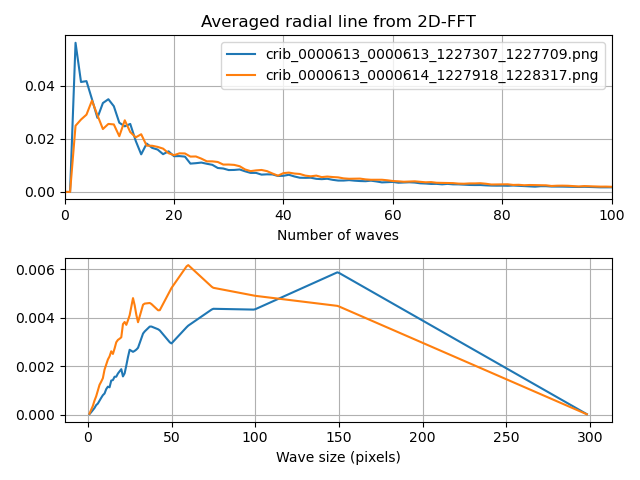 Averaged radial line from 2D-FFT
crib_0000613_0000613_1227307_1227709.png
crib_0000613_0000614_1227918_1228317.png
0.04
0.02
0.00
0 20 40 60 80 100
Number of waves
0.006
0.004
0.002
0.000
0 50 100 150 200 250 300
Wave size (pixels)